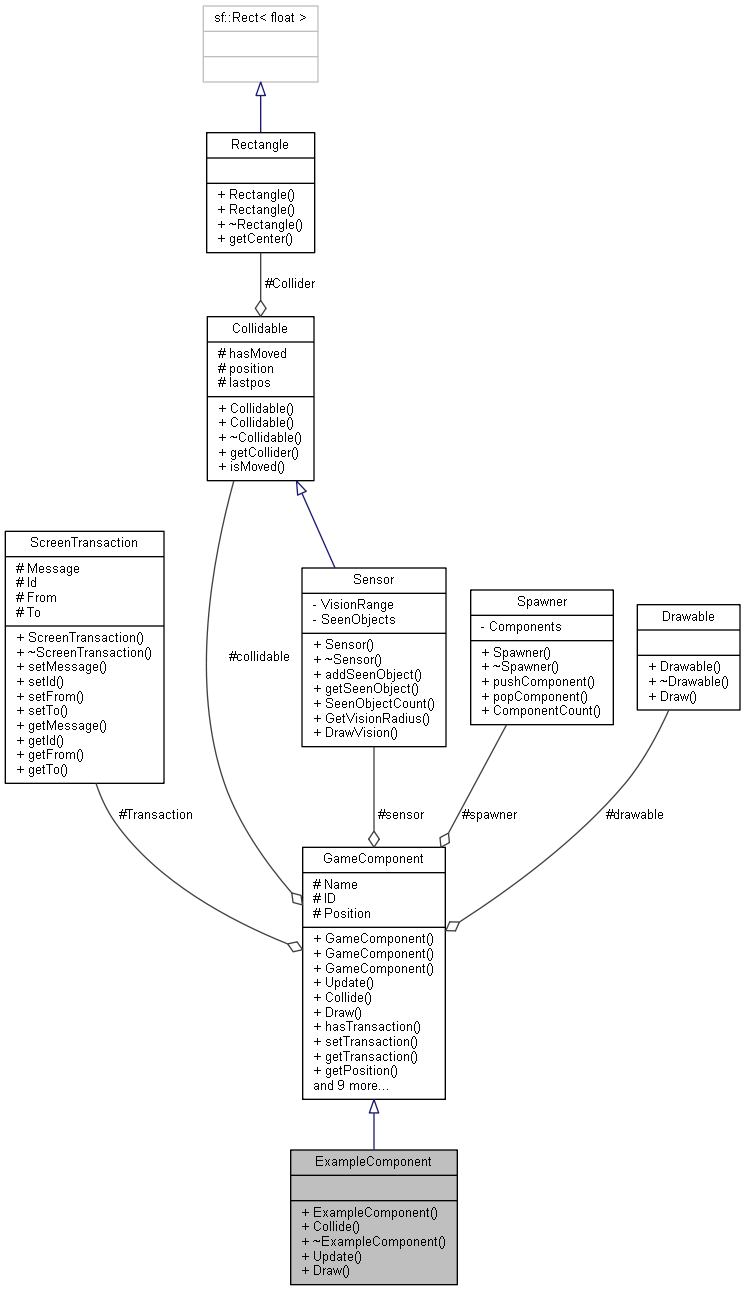 sf::Rect< float >
Rectangle
+ Rectangle()
+ Rectangle()
+ ~Rectangle()
+ getCenter()
#Collider
Collidable
# hasMoved
# position
# lastpos
+ Collidable()
+ Collidable()
+ ~Collidable()
+ getCollider()
+ isMoved()
ScreenTransaction
# Message
# Id
# From
# To
+ ScreenTransaction()
+ ~ScreenTransaction()
+ setMessage()
+ setId()
+ setFrom()
+ setTo()
+ getMessage()
+ getId()
+ getFrom()
+ getTo()
#collidable
Sensor
- VisionRange
- SeenObjects
+ Sensor()
+ ~Sensor()
+ addSeenObject()
+ getSeenObject()
+ SeenObjectCount()
+ GetVisionRadius()
+ DrawVision()
Spawner
- Components
+ Spawner()
+ ~Spawner()
+ pushComponent()
+ popComponent()
+ ComponentCount()
Drawable
+ Drawable()
+ ~Drawable()
+ Draw()
#Transaction
#sensor
#spawner
#drawable
GameComponent
# Name
# ID
# Position
+ GameComponent()
+ GameComponent()
+ GameComponent()
+ Update()
+ Collide()
+ Draw()
+ hasTransaction()
+ setTransaction()
+ getTransaction()
+ getPosition()
and 9 more...
ExampleComponent
+ ExampleComponent()
+ Collide()
+ ~ExampleComponent()
+ Update()
+ Draw()